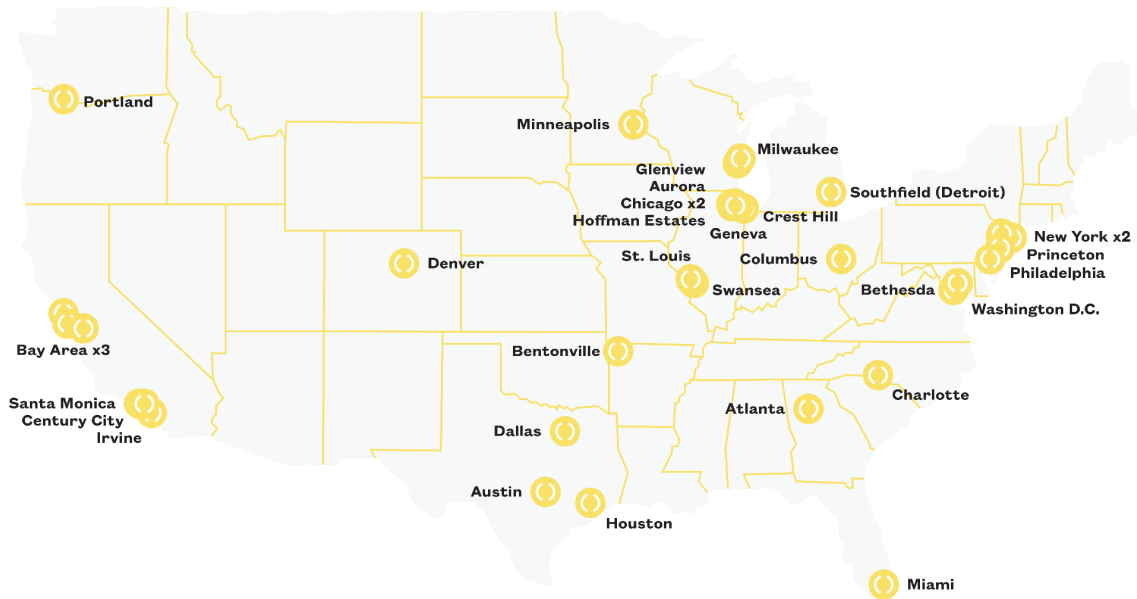 Portland
Minneapolis
Milwaukee
Glenview
Aurora
Chicago x2
Hoffman Estates
Southfield (Detroit)
Crest Hill
Geneva
New York x2
Princeton
Philadelphia
St. Louis
Columbus
Denver
Swansea
Bethesda
Washington D.C.
Bay Area x3
Bentonville
Santa Monica
Century City
Irvine
Charlotte
Atlanta
Dallas
Austin
Houston
Miami